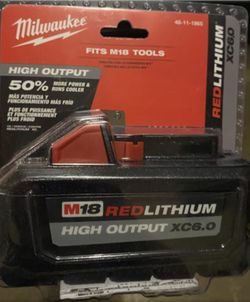 Milwaukee
48-11-1865
FITS M18 TOOLS
HIGH OUTPUT
50% MORE POWER &
RUNS COOLER
MÁS POTENCIA Y
FUNCIONAMIENTO MÁS FRÍO
PLUS DE PUISSANCE ET
FONCTIONNEMENT
PLUS FROID
REDLITHIUM
XC6.0
M18 REDLITHIUM
HIGH OUTPUT XC6.0